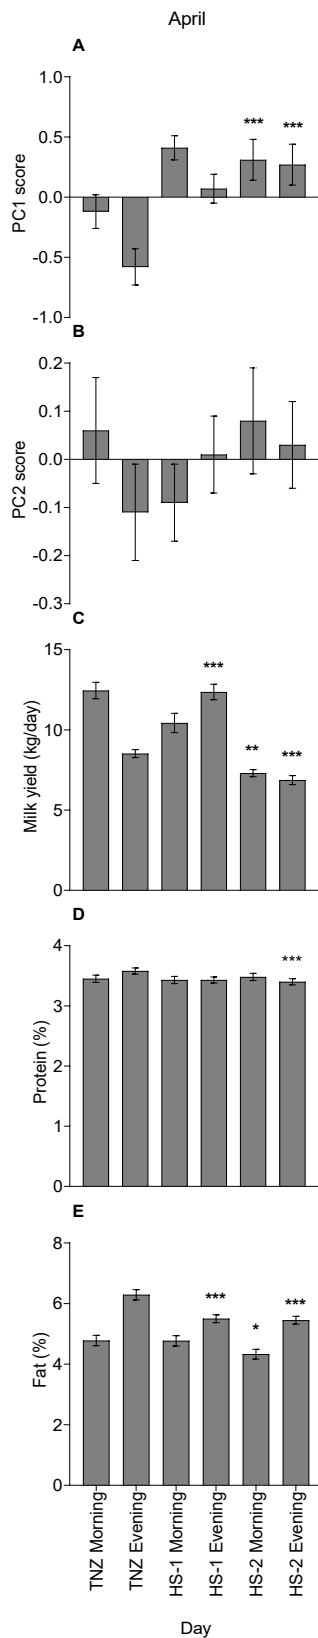 April
A
1.0
0.5
0.0
-0.5
-1.0
PC1 score
*** ***
B
0.2
0.1
0.0
-0.1
-0.2
-0.3
PC2 score
C
15
10
5
0
Milk yield (kg/day)
***
** ***
D
4
3
2
1
0
Protein (%)
***
E
8
6
4
2
0
Fat (%)
*** * ***
TNZ Morning
TNZ Evening
HS-1 Morning
HS-1 Evening
HS-2 Morning
HS-2 Evening
Day